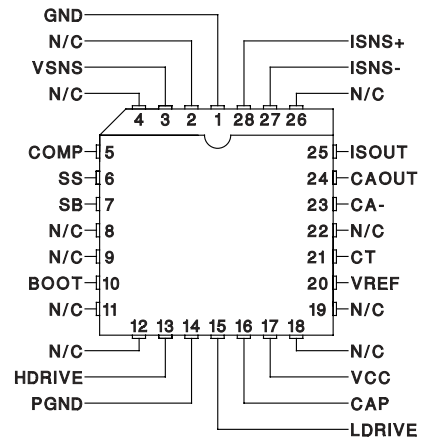 GND
N/C
ISNS+
VSNS
ISNS-
N/C
N/C
4 3 2 1 28 27 26
COMP 5 25 ISOUT
SS 6 24 CAOUT
SB 7 23 CA-
N/C 8 22 N/C
N/C 9 21 CT
BOOT 10 20 VREF
N/C 11 19 N/C
12 13 14 15 16 17 18
N/C
N/C
HDRIVE
VCC
PGND
CAP
LDRIVE